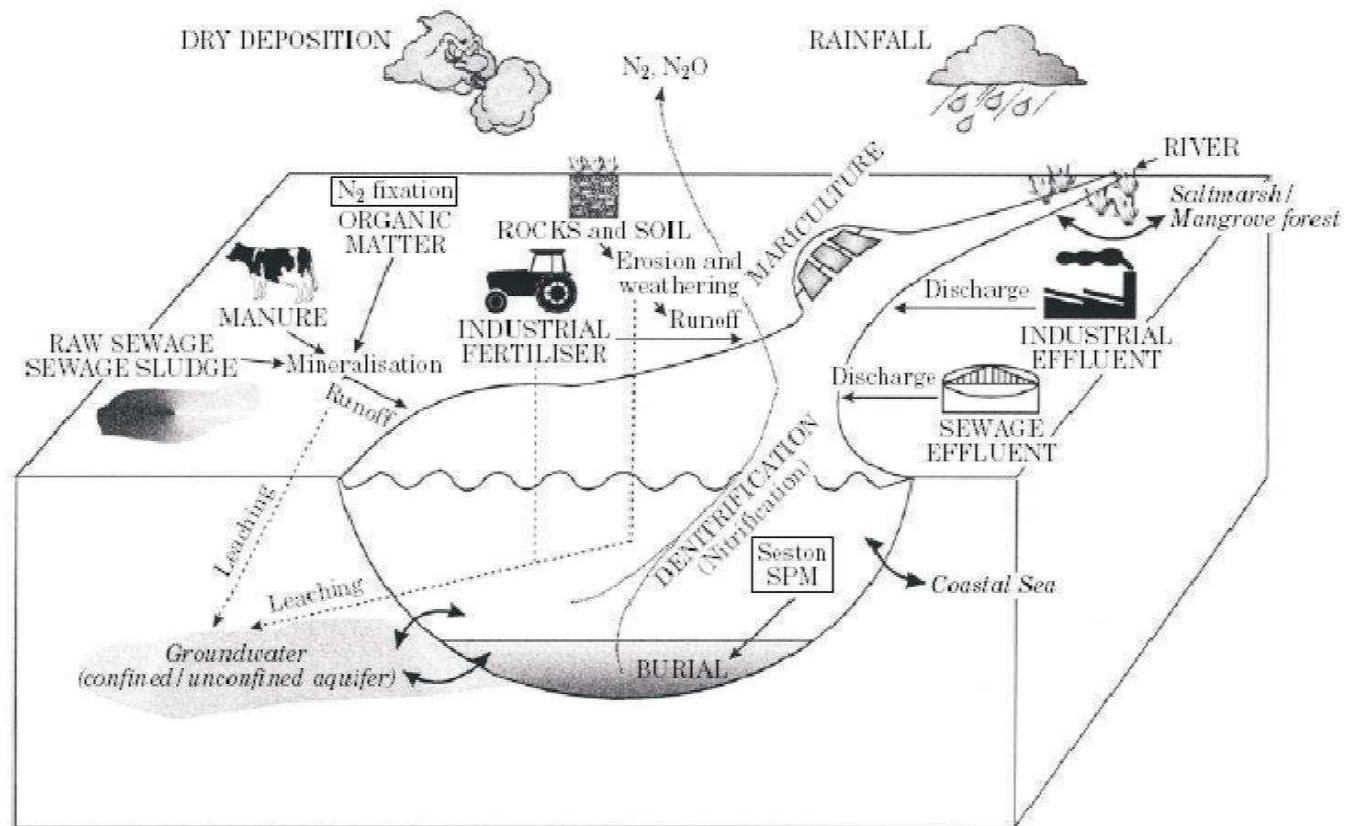 DRY DEPOSITION
RAINFALL
N₂, N₂O
RIVER
Saltmarsh/
Mangrove forest
MARICULTURE
N₂ fixation
ORGANIC
MATTER
ROCKS and SOIL
Erosion and
weathering
Runoff
MANURE
INDUSTRIAL
FERTILISER
Discharge
INDUSTRIAL
EFFLUENT
RAW SEWAGE
SEWAGE SLUDGE
Mineralisation
Runoff
Discharge
SEWAGE
EFFLUENT
DENITRIFICATION
(Nitrification)
Leaching
Seston
SPM
Coastal Sea
Leaching
Groundwater
(confined/unconfined aquifer)
BURIAL